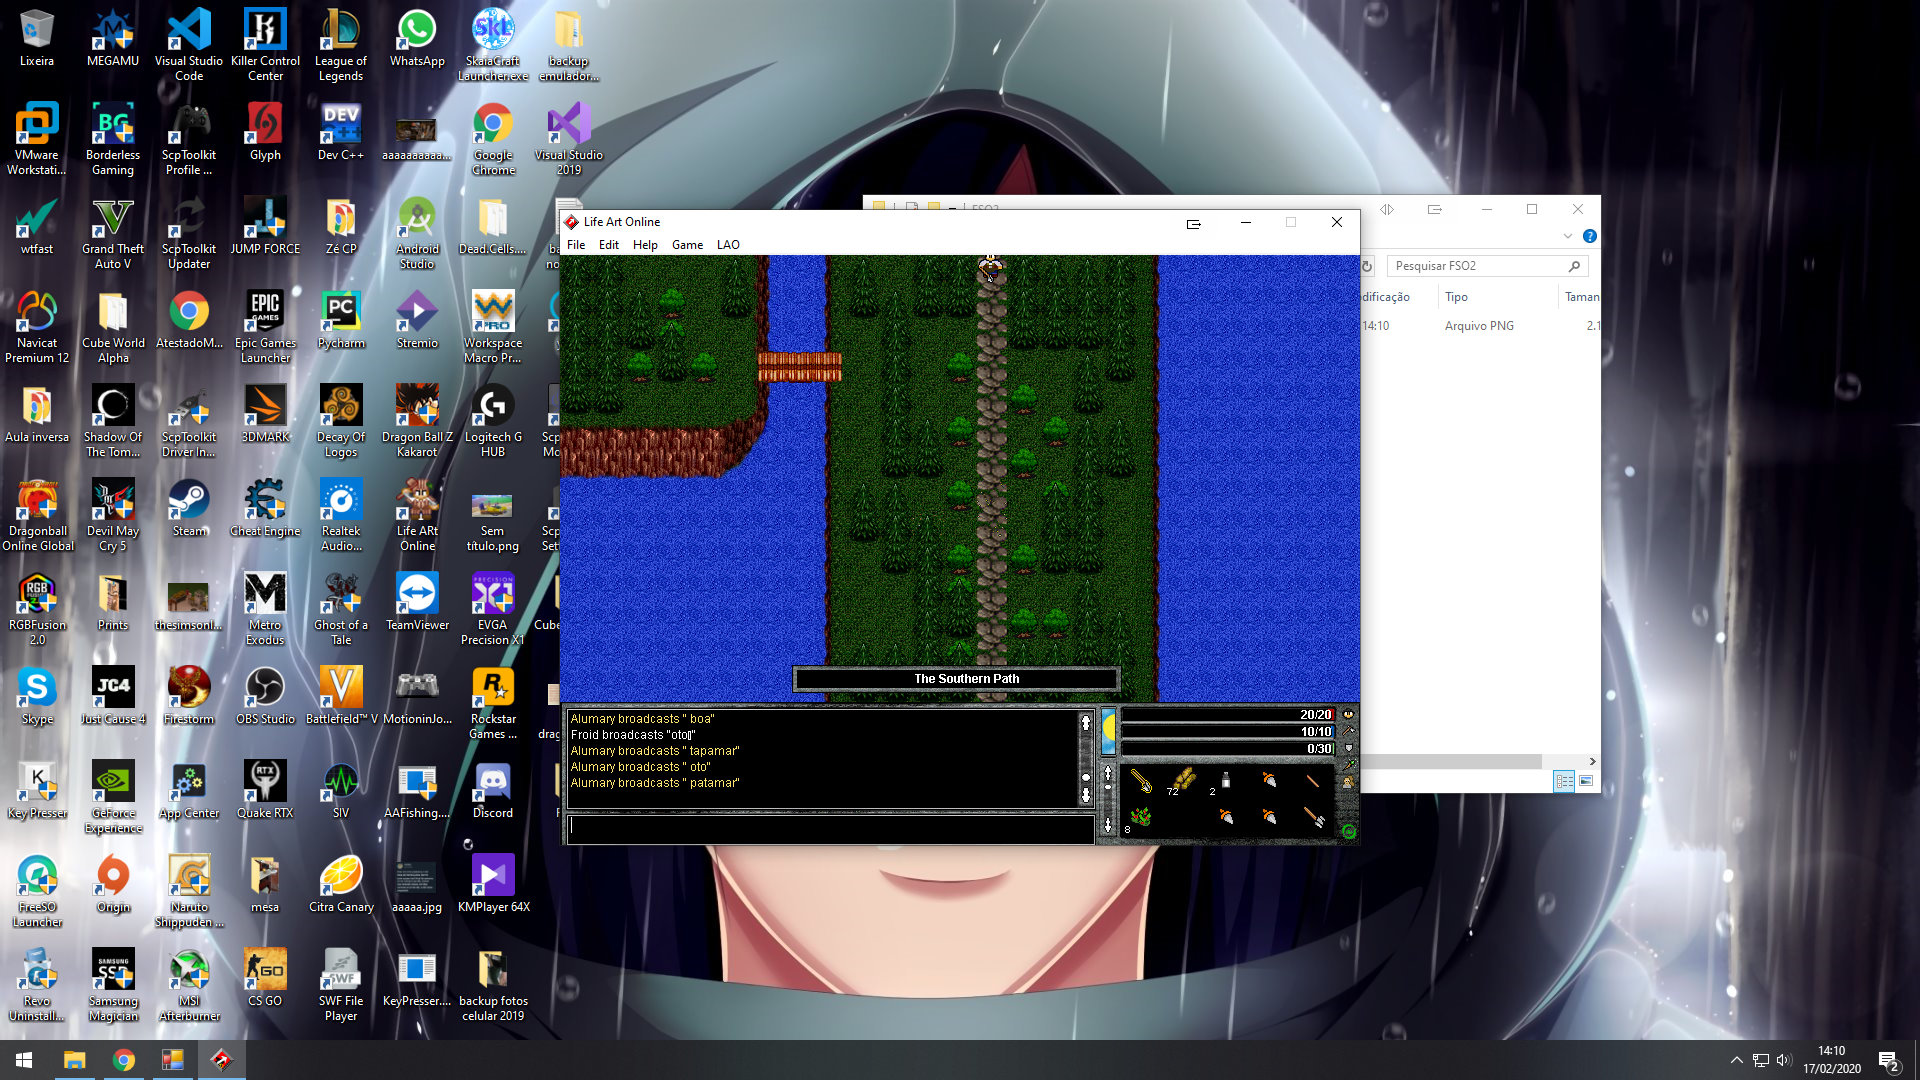 Lixeira
MEGAMU
Visual Studio
Code
Killer Control
Center
League of
Legends
WhatsApp
SkaiaCraft
Launcher.exe
backup
emulador...
VMware
Workstati...
Borderless
Gaming
ScpToolkit
Profile ...
Glyph
Dev C++
aaaaaaaaaa...
Google
Chrome
Visual Studio
2019
wtfast
Grand Theft
Auto V
ScpToolkit
Updater
JUMP FORCE
Zé CP
Android
Studio
Dead.Cells....
Navicat
Premium 12
Cube World
Alpha
AtestadoM...
Epic Games
Launcher
Pycharm
Stremio
Workspace
Macro Pr...
Aula inversa
Shadow Of
The Tom...
ScpToolkit
Driver In...
3DMARK
Decay Of
Logos
Dragon Ball Z
Kakarot
Logitech G
HUB
Dragonball
Online Global
Devil May
Cry 5
Steam
Cheat Engine
Realtek
Audio...
Life ARt
Online
Sem
título.png
RGBFusion
2.0
Prints
thesimsonl...
Metro
Exodus
Ghost of a
Tale
TeamViewer
EVGA
Precision X1
Skype
Just Cause 4
Firestorm
OBS Studio
Battlefield™ V
MotioninJo...
Rockstar
Games ...
Key Presser
GeForce
Experience
App Center
Quake RTX
SIV
AAFishing....
Discord
FreeSO
Launcher
Origin
Naruto
Shippuden ...
mesa
Citra Canary
aaaaa.jpg
KMPlayer 64X
Revo
Uninstall...
Samsung
Magician
MSI
Afterburner
CS GO
SWF File
Player
KeyPresser....
backup fotos
celular 2019
Life Art Online
File Edit Help Game LAO
The Southern Path
Alumary broadcasts " boa"
Froid broadcasts "oto"
Alumary broadcasts " tapamar"
Alumary broadcasts " oto"
Alumary broadcasts " patamar"
20/20
10/10
0/30
72
2
8
Pesquisar FSO2
Tipo
14:10
Arquivo PNG
14:10
17/02/2020
2